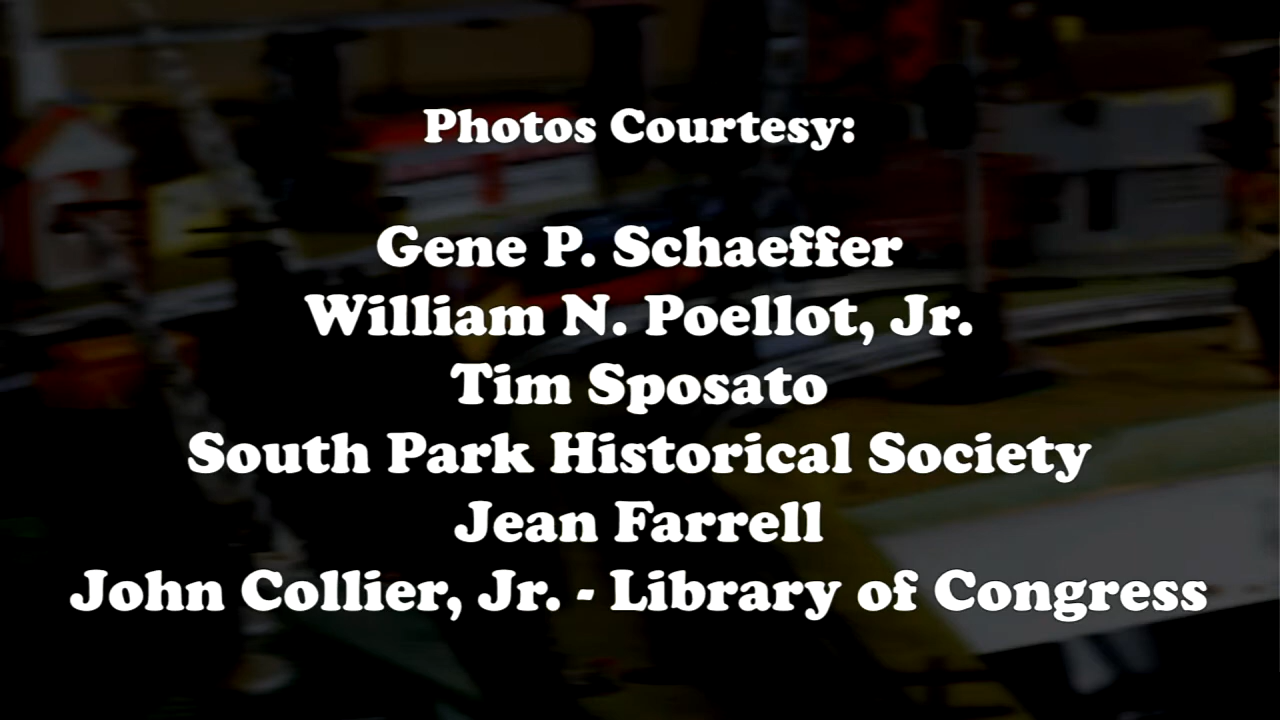 Photos Courtesy:
Gene P. Schaeffer
William N. Poellot, Jr.
Tim Sposato
South Park Historical Society
Jean Farrell
John Collier, Jr. - Library of Congress